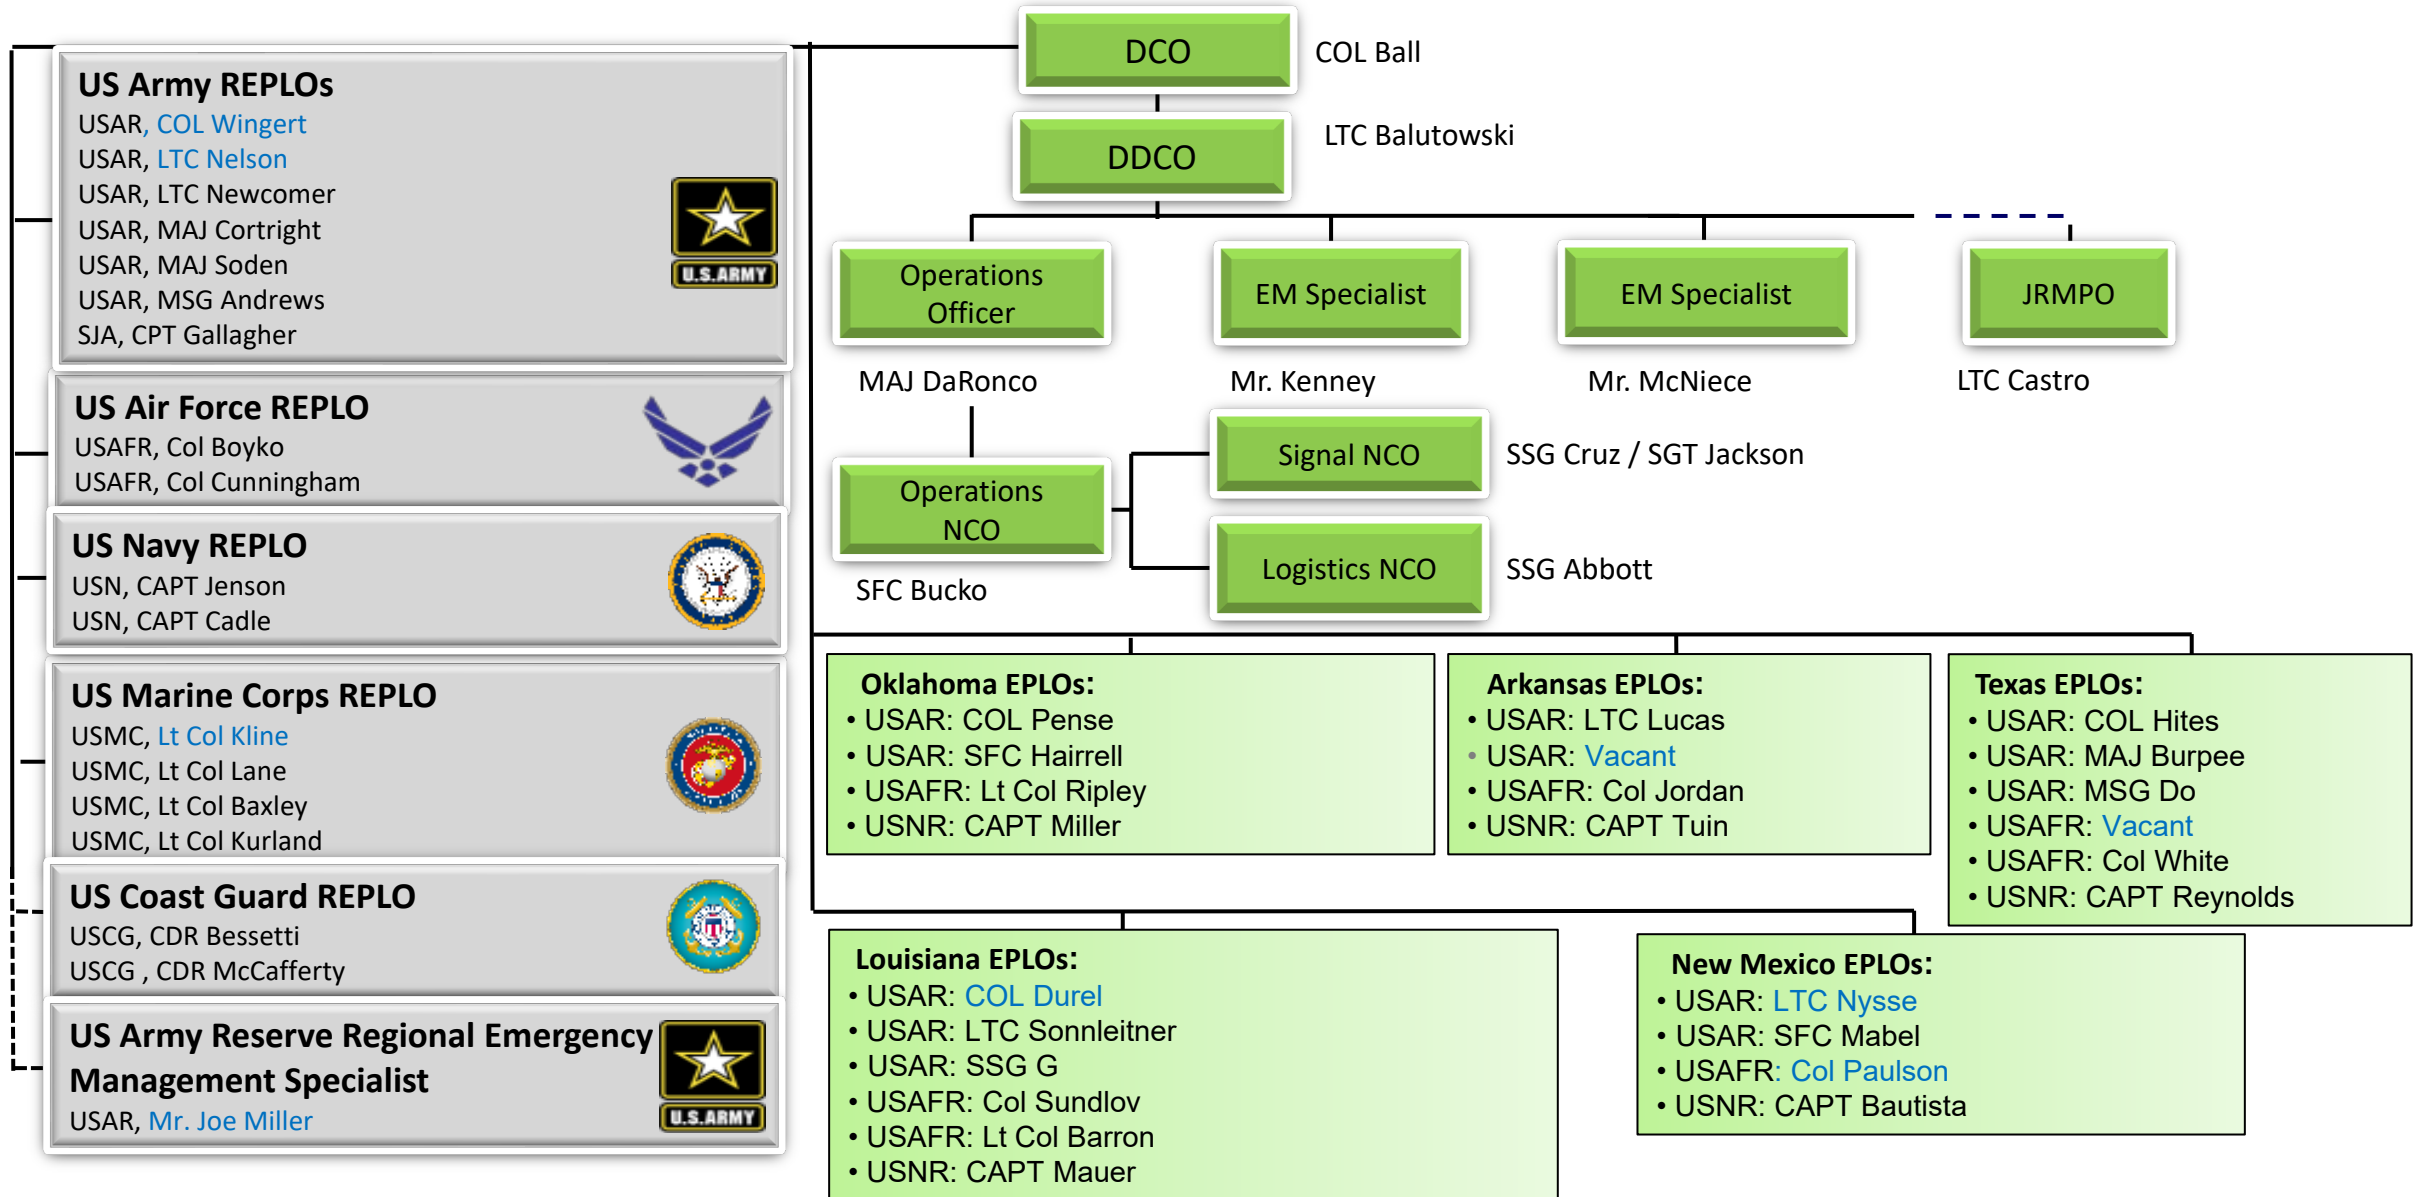 DCO
COL Ball
DDCO
LTC Balutowski
Operations
Officer
MAJ DaRonco
EM Specialist
Mr. Kenney
EM Specialist
Mr. McNiece
JRMPO
LTC Castro
Operations
NCO
SFC Bucko
Signal NCO
SSG Cruz / SGT Jackson
Logistics NCO
SSG Abbott
US Army REPLOs
USAR, COL Wingert
USAR, LTC Nelson
USAR, LTC Newcomer
USAR, MAJ Cortright
USAR, MAJ Soden
USAR, MSG Andrews
SJA, CPT Gallagher
U.S.ARMY
US Air Force REPLO
USAFR, Col Boyko
USAFR, Col Cunningham
US Navy REPLO
USN, CAPT Jenson
USN, CAPT Cadle
US Marine Corps REPLO
USMC, Lt Col Kline
USMC, Lt Col Lane
USMC, Lt Col Baxley
USMC, Lt Col Kurland
US Coast Guard REPLO
USCG, CDR Bessetti
USCG , CDR McCafferty
US Army Reserve Regional Emergency
Management Specialist
USAR, Mr. Joe Miller
U.S.ARMY
Oklahoma EPLOs:
• USAR: COL Pense
• USAR: SFC Hairrell
• USAFR: Lt Col Ripley
• USNR: CAPT Miller
Arkansas EPLOs:
• USAR: LTC Lucas
• USAR: Vacant
• USAFR: Col Jordan
• USNR: CAPT Tuin
Texas EPLOs:
• USAR: COL Hites
• USAR: MAJ Burpee
• USAR: MSG Do
• USAFR: Vacant
• USAFR: Col White
• USNR: CAPT Reynolds
Louisiana EPLOs:
• USAR: COL Durel
• USAR: LTC Sonnleitner
• USAR: SSG G
• USAFR: Col Sundlov
• USAFR: Lt Col Barron
• USNR: CAPT Mauer
New Mexico EPLOs:
• USAR: LTC Nysse
• USAR: SFC Mabel
• USAFR: Col Paulson
• USNR: CAPT Bautista